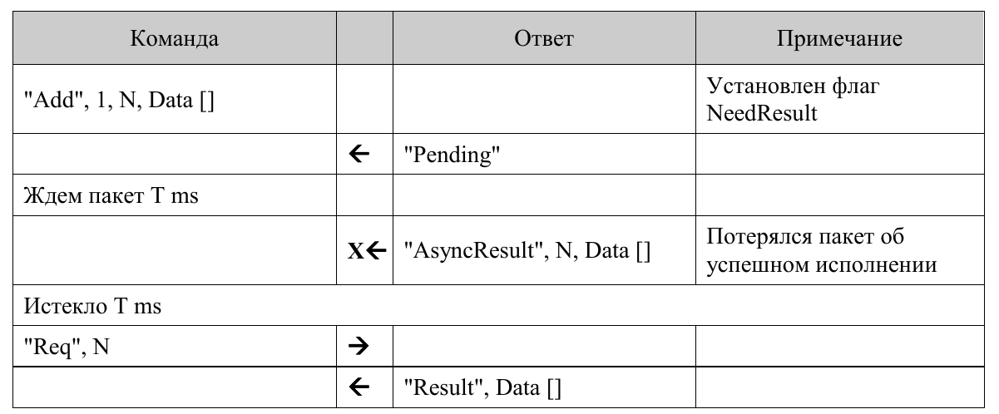 Команда Ответ Примечание
"Add", 1, N, Data [] Установлен флаг
NeedResult
← "Pending"
Ждем пакет T ms
X← "AsyncResult", N, Data [] Потерялся пакет об
успешном исполнении
Истекло T ms
"Req", N →
← "Result", Data []